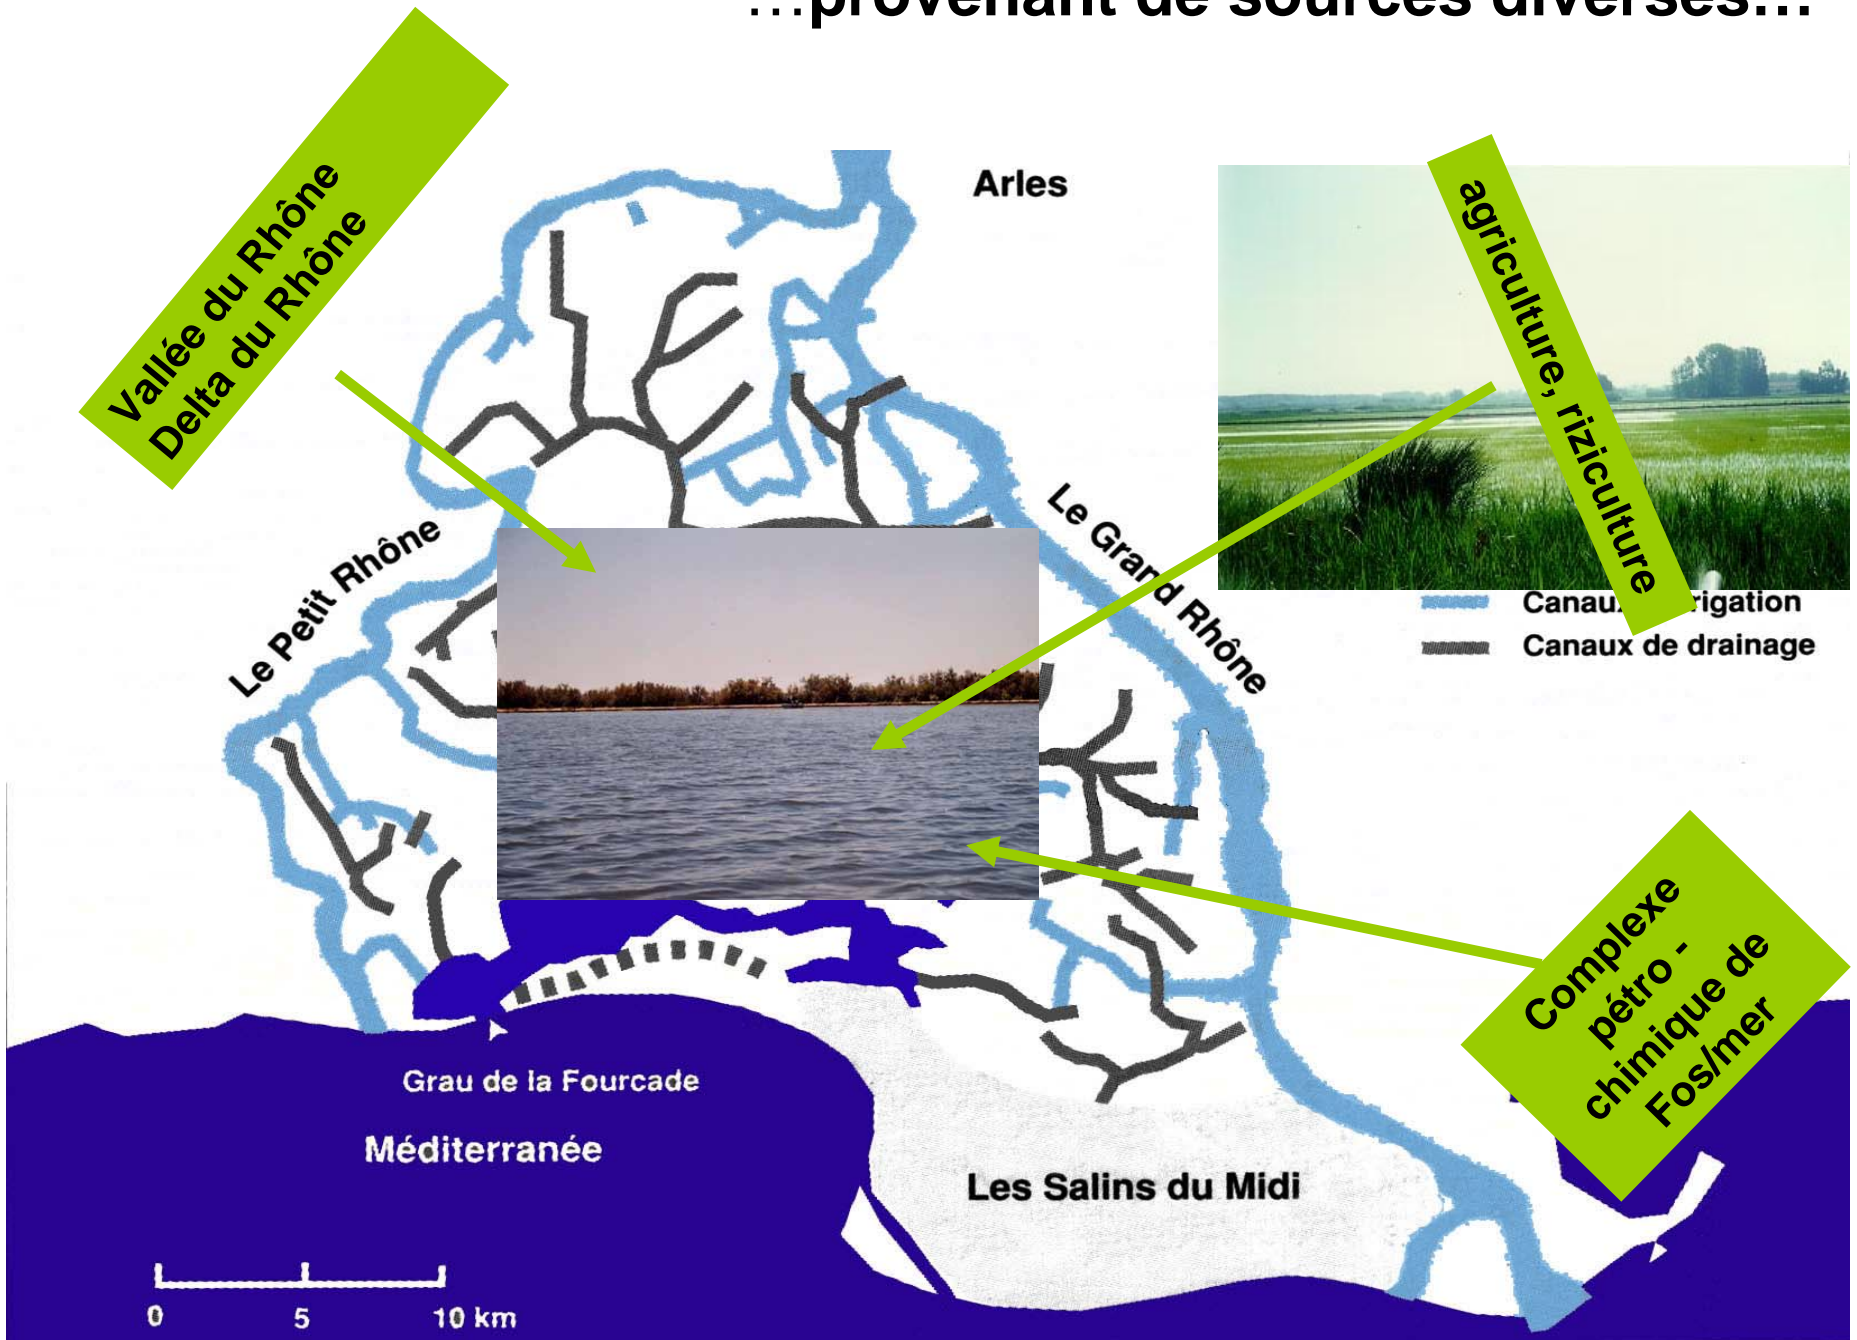 …provenant de sources diverses…
Vallée du Rhône
Delta du Rhône
Arles
agriculture, riziculture
Le Petit Rhône
Le Grand Rhône
Canaux rigation
Canaux de drainage
Complexe
pétro -
chimique de
Fos/mer
Grau de la Fourcade
Méditerranée
Les Salins du Midi
0 5 10 km